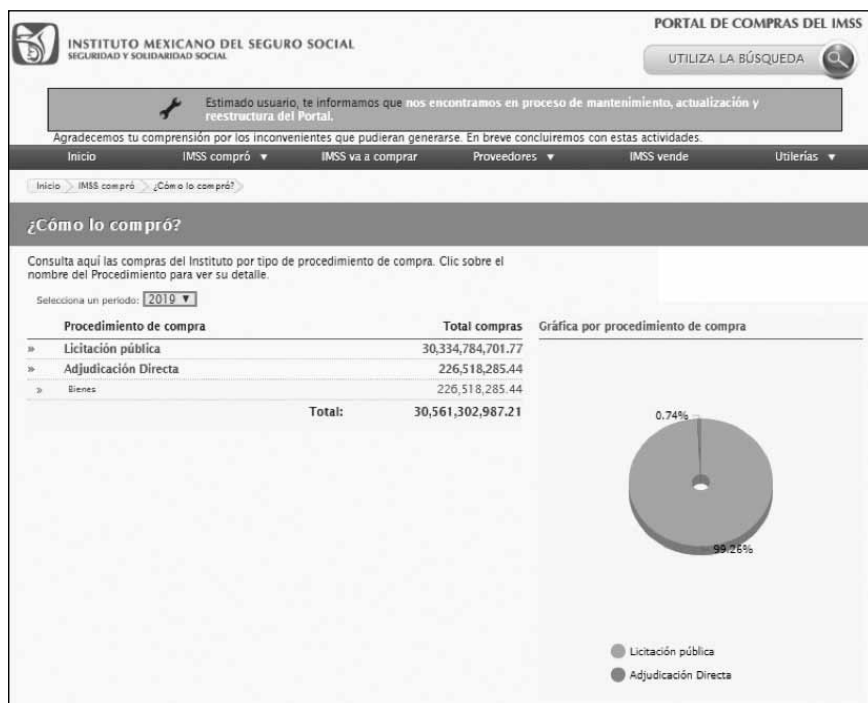 PORTAL DE COMPRAS DEL IMSS
INSTITUTO MEXICANO DEL SEGURO SOCIAL
SEGURIDAD Y SOLIDARIDAD SOCIAL
UTILIZA LA BÚSQUEDA
Estimado usuario, te informamos que nos encontramos en proceso de mantenimiento, actualización y
reestructura del Portal.
Agradecemos tu comprensión por los inconvenientes que pudieran generarse. En breve concluiremos con estas actividades.
Inicio IMSS compró ▼ IMSS va a comprar Proveedores ▼ IMSS vende Utilerías ▼
Inicio IMSS compró ¿Cómo lo compró?
¿Cómo lo compró?
Consulta aquí las compras del Instituto por tipo de procedimiento de compra. Clic sobre el
nombre del Procedimiento para ver su detalle.
Selecciona un periodo: 2019 ▼
Procedimiento de compra Total compras Gráfica por procedimiento de compra
» Licitación pública 30,334,784,701.77
» Adjudicación Directa 226,518,285.44
» Bienes 226,518,285.44
Total: 30,561,302,987.21
0.74%
99.26%
Licitación pública
Adjudicación Directa